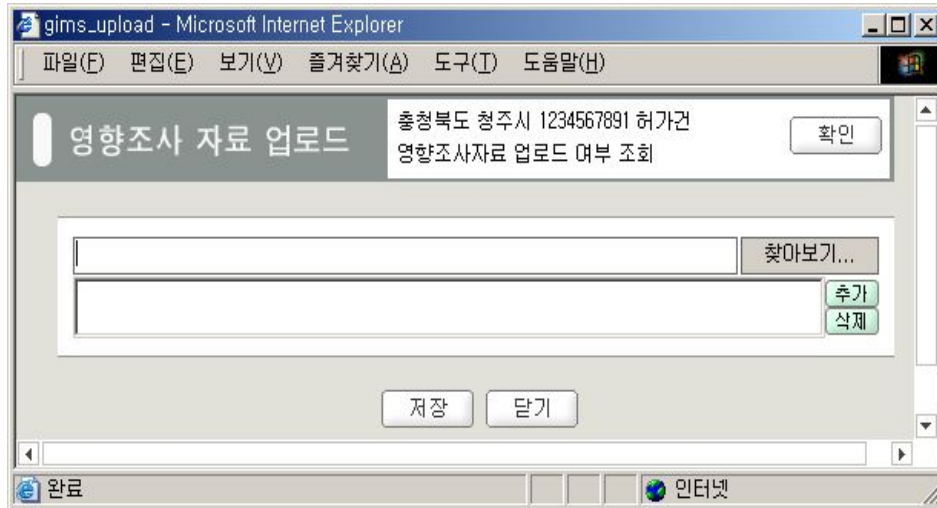 gims_upload - Microsoft Internet Explorer
파일(F) 편집(E) 보기(V) 즐겨찾기(A) 도구(T) 도움말(H)
영향조사 자료 업로드
충청북도 청주시 1234567891 허가건
영향조사자료 업로드 여부 조회
확인
찾아보기...
추가
삭제
저장 닫기
완료 인터넷